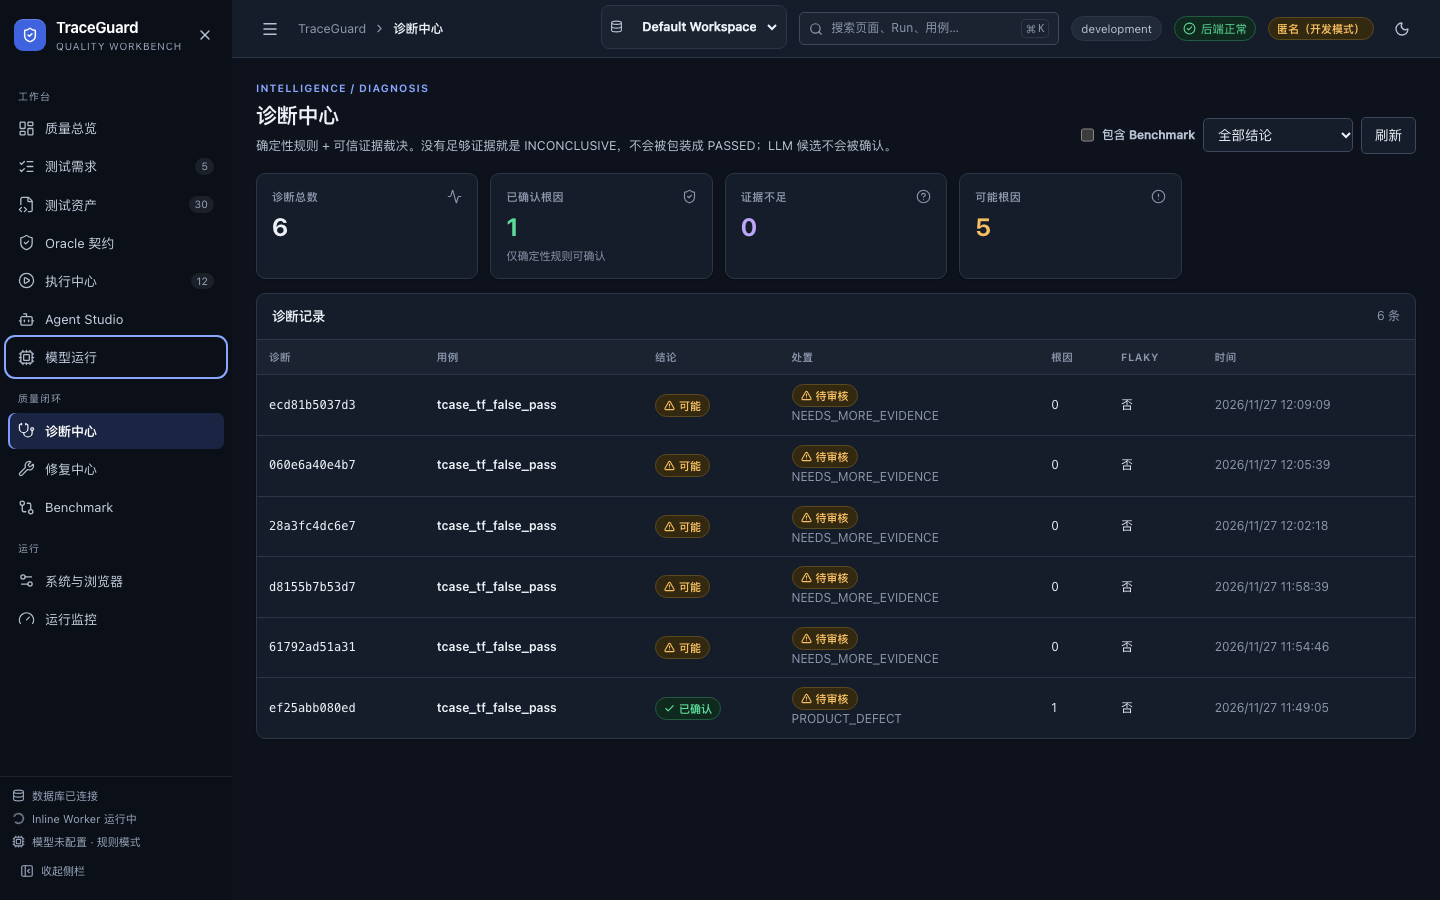 TraceGuard
QUALITY WORKBENCH
工作台
质量总览
测试需求 5
测试资产 30
Oracle 契约
执行中心 12
Agent Studio
模型运行
质量闭环
诊断中心
修复中心
Benchmark
运行
系统与浏览器
运行监控
数据库已连接
Inline Worker 运行中
模型未配置 · 规则模式
收起侧栏
TraceGuard > 诊断中心
Default Workspace
搜索页面、Run、用例... ⌘K
development
后端正常
匿名（开发模式）
INTELLIGENCE / DIAGNOSIS
诊断中心
确定性规则 + 可信证据裁决。没有足够证据就是 INCONCLUSIVE，不会被包装成 PASSED；LLM 候选不会被确认。
包含 Benchmark
全部结论
刷新
诊断总数
6
已确认根因
1
仅确定性规则可确认
证据不足
0
可能根因
5
诊断记录 6 条
诊断 用例 结论 处置 根因 FLAKY 时间
ecd81b5037d3 tcase_tf_false_pass 可能 待审核 NEEDS_MORE_EVIDENCE 0 否 2026/11/27 12:09:09
060e6a40e4b7 tcase_tf_false_pass 可能 待审核 NEEDS_MORE_EVIDENCE 0 否 2026/11/27 12:05:39
28a3fc4dc6e7 tcase_tf_false_pass 可能 待审核 NEEDS_MORE_EVIDENCE 0 否 2026/11/27 12:02:18
d8155b7b53d7 tcase_tf_false_pass 可能 待审核 NEEDS_MORE_EVIDENCE 0 否 2026/11/27 11:58:39
61792ad51a31 tcase_tf_false_pass 可能 待审核 NEEDS_MORE_EVIDENCE 0 否 2026/11/27 11:54:46
ef25abb080ed tcase_tf_false_pass 已确认 待审核 PRODUCT_DEFECT 1 否 2026/11/27 11:49:05